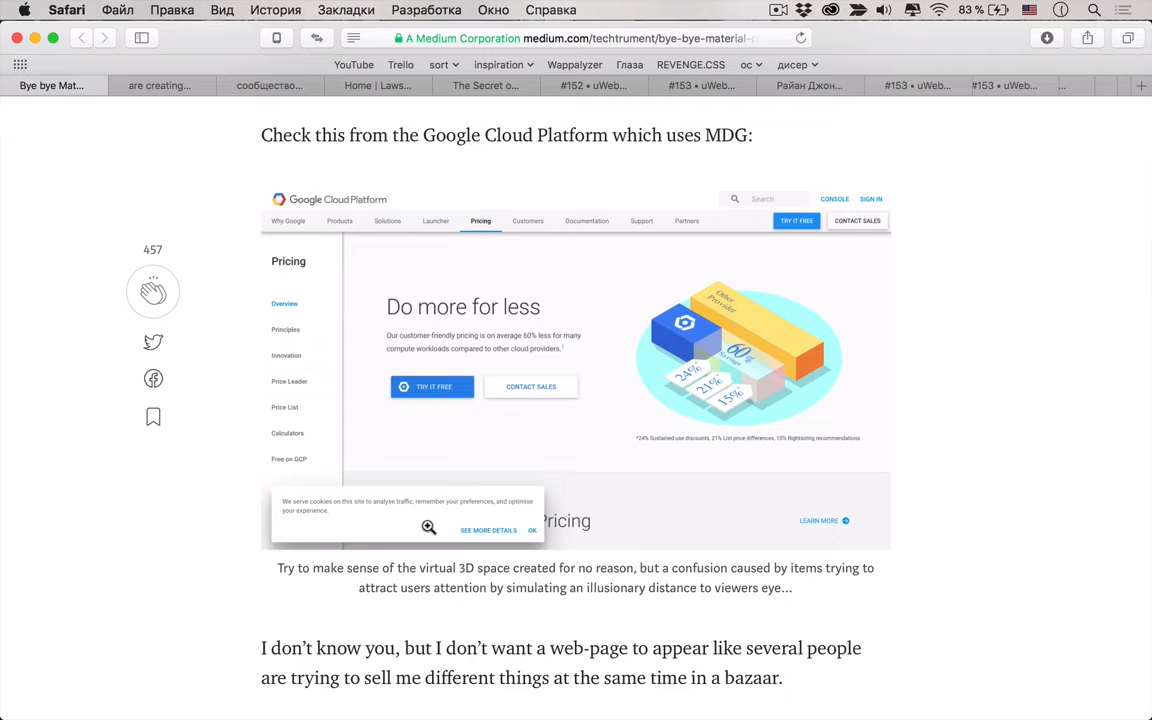 Safari Файл Правка Вид История Закладки Разработка Окно Справка 83 %
A Medium Corporation medium.com/techtrument/bye-bye-material-
YouTube Trello sort inspiration Wappalyzer Глаза REVENGE.CSS ос дисер
Bye bye Mat... are creating... сообщество... Home | Laws... The Secret o... #152 • uWeb... #153 • uWeb... Райан Джон... #153 • uWeb... #153 • uWeb... ...
Check this from the Google Cloud Platform which uses MDG:
Google Cloud Platform Search CONSOLE SIGN IN
Why Google Products Solutions Launcher Pricing Customers Documentation Support Partners TRY IT FREE CONTACT SALES
457
Pricing
Overview
Principles
Innovation
Price Leader
Price List
Calculators
Free on GCP
Do more for less
Our customer-friendly pricing is on average 60% less for many
compute workloads compared to other cloud providers.1
TRY IT FREE CONTACT SALES
Other
Provider
60%
Savings
24%
21%
15%
*24% Sustained use discounts, 21% List price differences, 15% Rightsizing recommendations
We serve cookies on this site to analyse traffic, remember your preferences, and optimise
your experience.
SEE MORE DETAILS OK
Pricing
LEARN MORE
Try to make sense of the virtual 3D space created for no reason, but a confusion caused by items trying to
attract users attention by simulating an illusionary distance to viewers eye...
I don't know you, but I don't want a web-page to appear like several people
are trying to sell me different things at the same time in a bazaar.